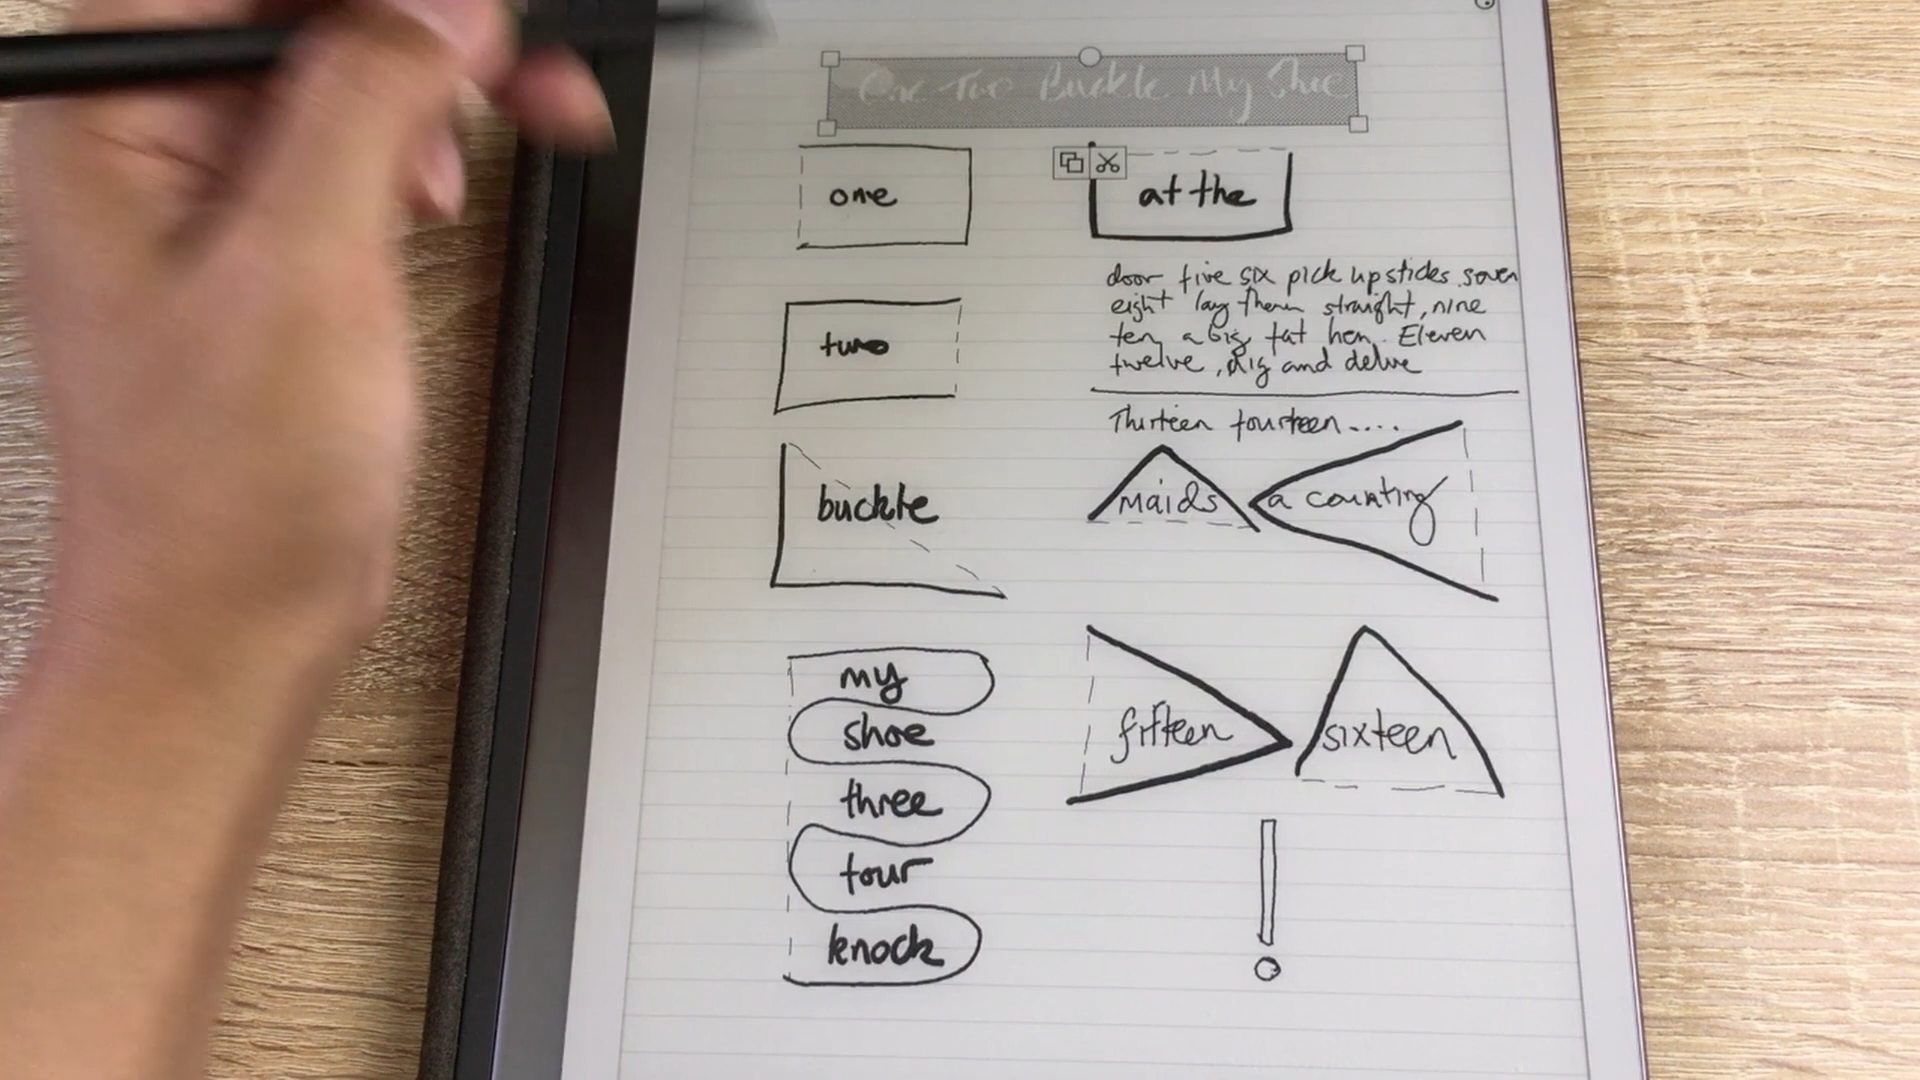 One Two Buckle My Shoe
one
two
buckle
my
shoe
three
four
knock
at the
door five six pick up sticks seven
eight lay them straight, nine
ten, a big fat hen. Eleven
twelve, dig and delve
Thirteen fourteen....
maids
a counting
fifteen
sixteen
!